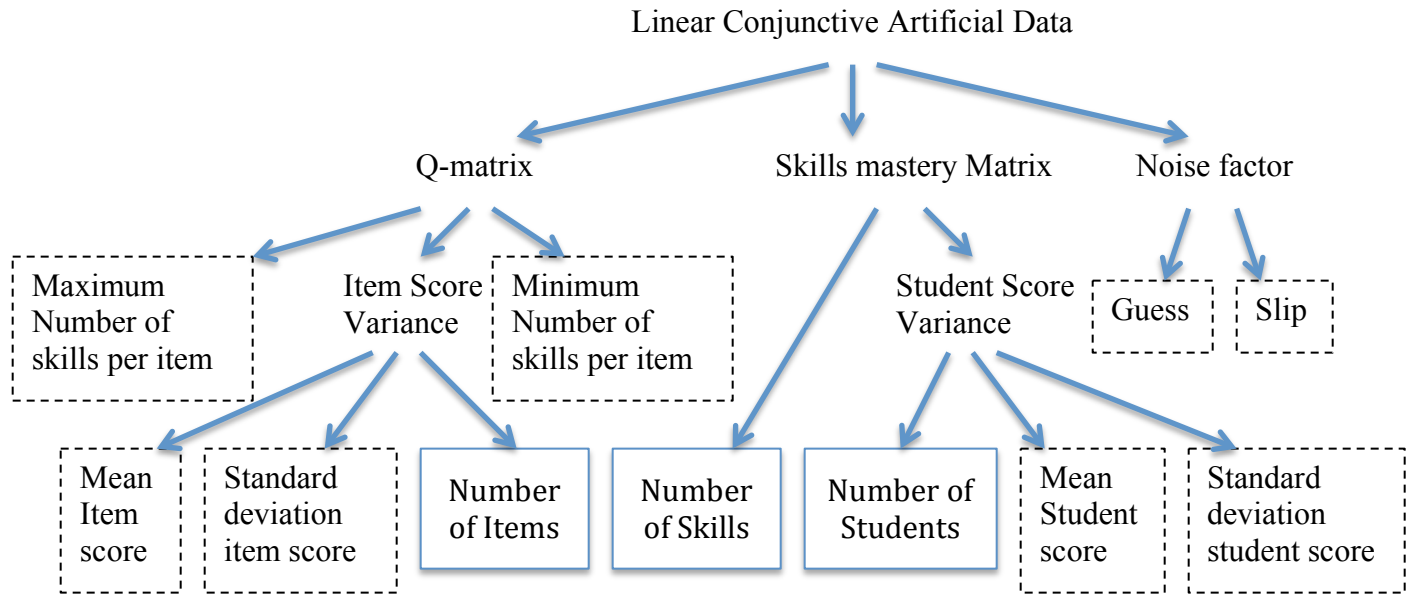 Linear Conjunctive Artificial Data
Q-matrix
Skills mastery Matrix
Noise factor
Maximum
Number of
skills per item
Item Score
Variance
Minimum
Number of
skills per item
Student Score
Variance
Guess
Slip
Mean
Item
score
Standard
deviation
item score
Number
of Items
Number
of Skills
Number of
Students
Mean
Student
score
Standard
deviation
student score